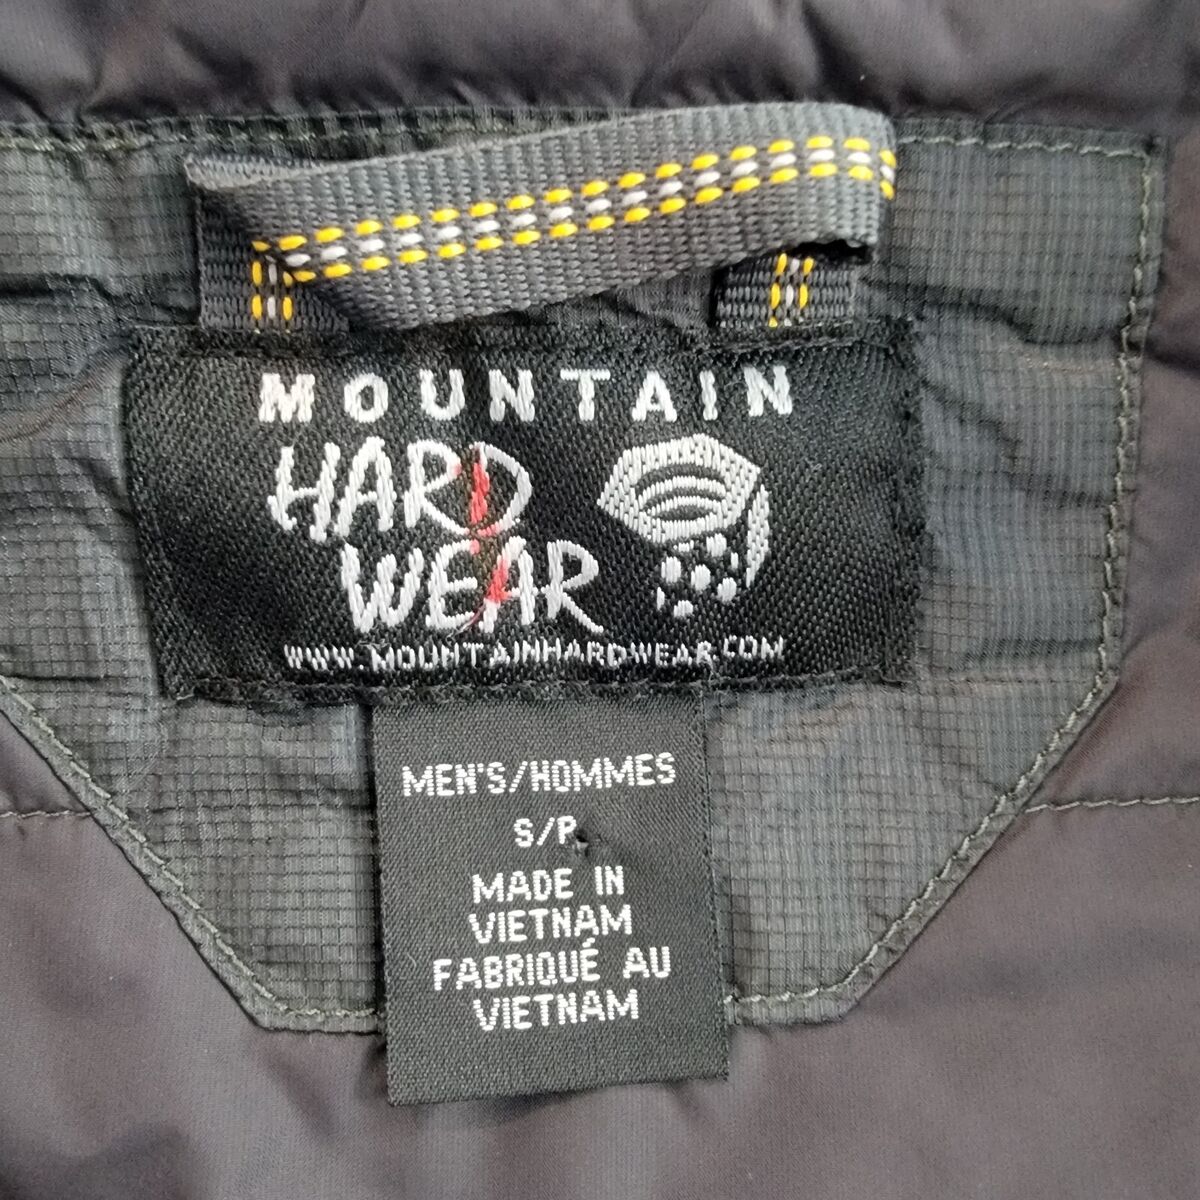 MOUNTAIN
HARD
WEAR
WWW.MOUNTAINHARDWEAR.COM
MEN'S/HOMMES
S/P
MADE IN
VIETNAM
FABRIQUÉ AU
VIETNAM